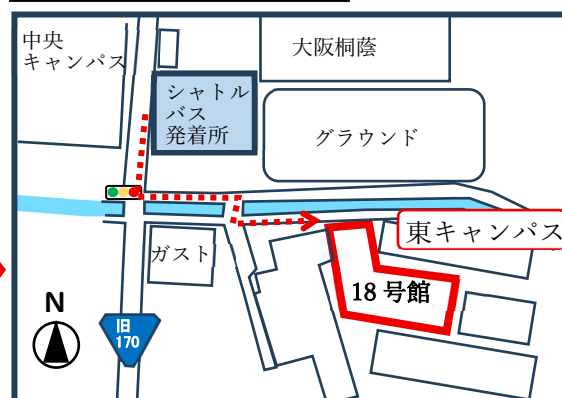 中央
キャンパス
大阪桐蔭
シャトル
バス
発着所
グラウンド
東キャンパス
ガスト
18 号館
N
旧
170